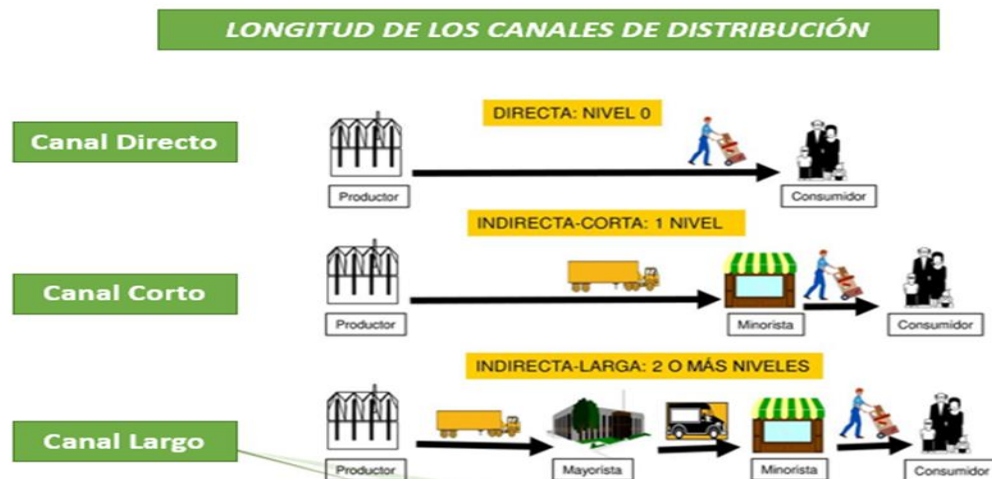 LONGITUD DE LOS CANALES DE DISTRIBUCIÓN
DIRECTA: NIVEL 0
Canal Directo
Productor
Consumidor
INDIRECTA-CORTA: 1 NIVEL
Canal Corto
Productor
Minorista
Consumidor
INDIRECTA-LARGA: 2 O MÁS NIVELES
Canal Largo
Productor
Mayorista
Minorista
Consumidor